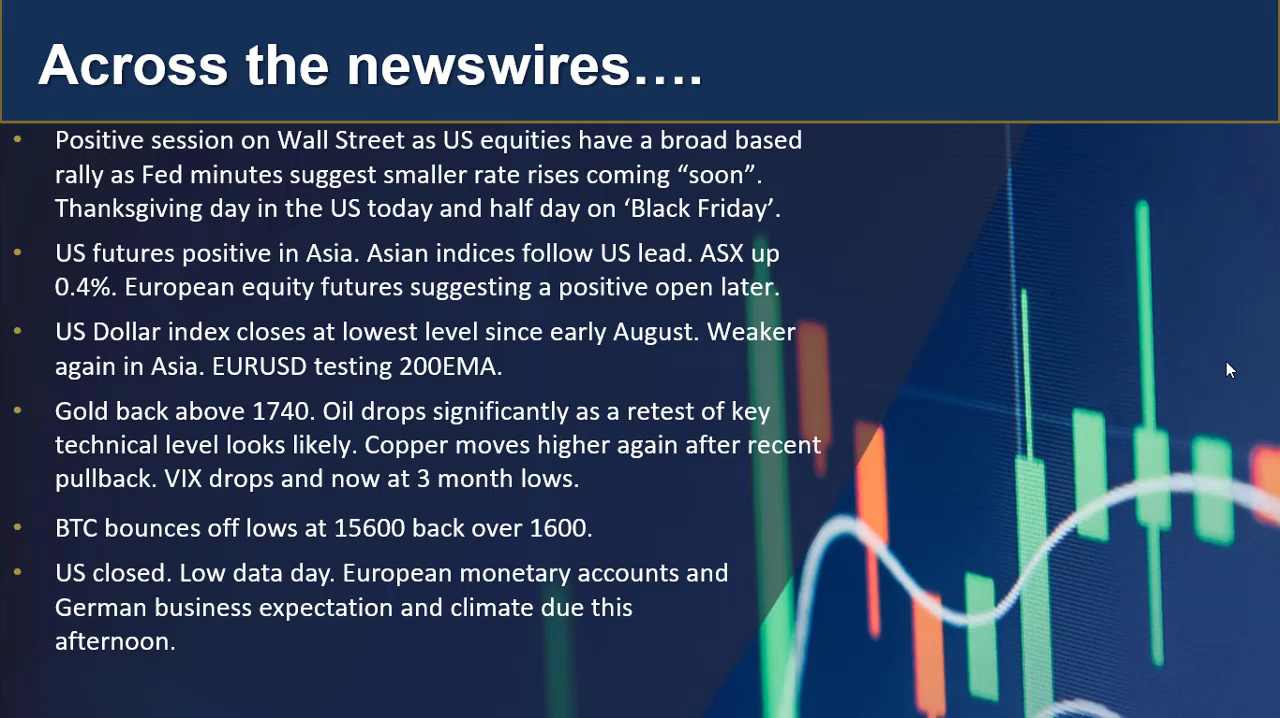 Across the newswires….
• Positive session on Wall Street as US equities have a broad based
rally as Fed minutes suggest smaller rate rises coming “soon”.
Thanksgiving day in the US today and half day on ‘Black Friday’.
• US futures positive in Asia. Asian indices follow US lead. ASX up
0.4%. European equity futures suggesting a positive open later.
• US Dollar index closes at lowest level since early August. Weaker
again in Asia. EURUSD testing 200EMA.
• Gold back above 1740. Oil drops significantly as a retest of key
technical level looks likely. Copper moves higher again after recent
pullback. VIX drops and now at 3 month lows.
• BTC bounces off lows at 15600 back over 1600.
• US closed. Low data day. European monetary accounts and
German business expectation and climate due this
afternoon.